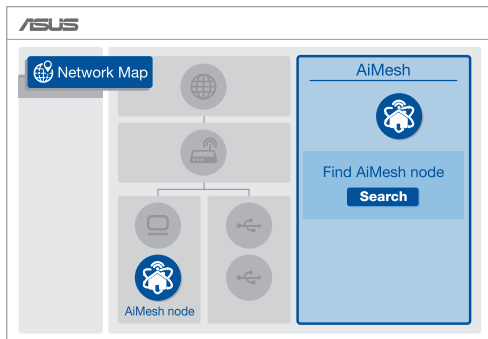 ASUS
Network Map
AiMesh
Find AiMesh node
Search
AiMesh node